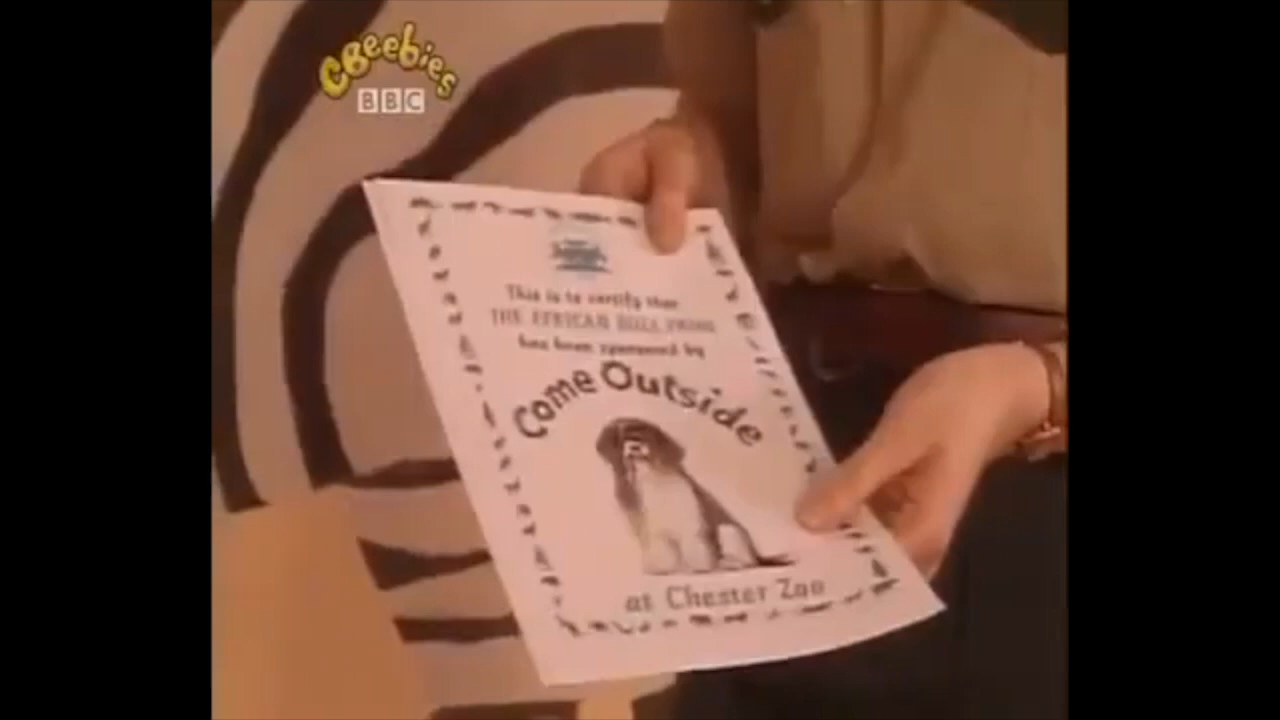 CBeebies
BBC
This is to certify that
THE AFRICAN BULL FROG
has been sponsored by
Come Outside
at Chester Zoo